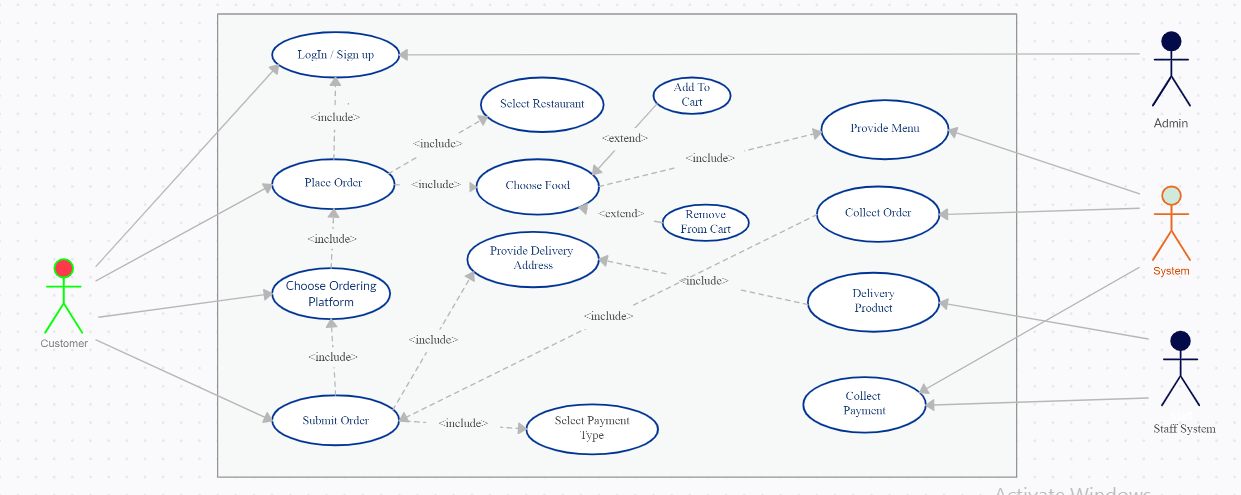 LogIn / Sign up
Admin
Add To
Cart
Select Restaurant
<include>
Provide Menu
<extend>
<include>
<include>
Place Order
<include>
Choose Food
Collect Order
<extend>
Remove
From Cart
<include>
System
Provide Delivery
Address
<include>
Choose Ordering
Platform
Delivery
Product
<include>
Customer
<include>
<include>
Collect
Payment
Submit Order
<include>
Select Payment
Type
Staff System
Activate Windows